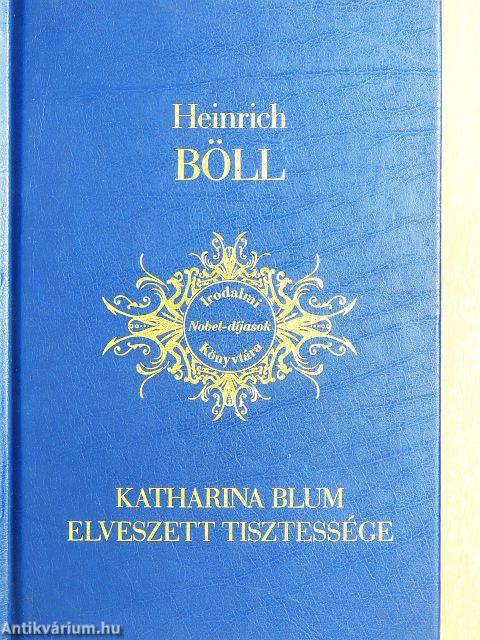 Heinrich
BÖLL
Irodalmi
Nobel-díjasok
Könyvtára
KATHARINA BLUM
ELVESZETT TISZTESSÉGE
Antikvárium.hu